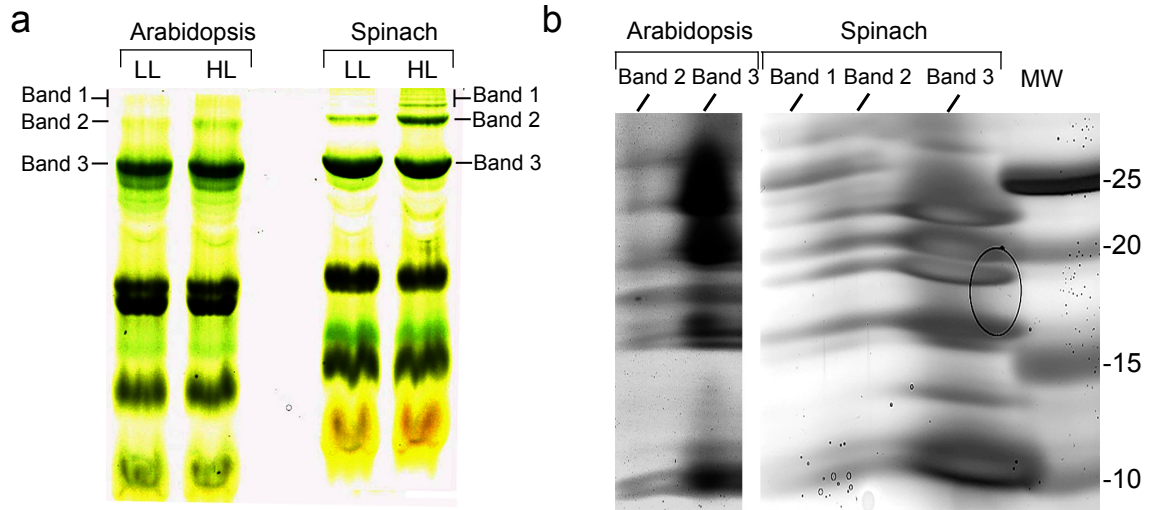 a
Arabidopsis
Spinach
LL
HL
LL
HL
Band 1
Band 2
Band 3
Band 1
Band 2
Band 3
b
Arabidopsis
Spinach
Band 2
Band 3
Band 1
Band 2
Band 3
MW
-25
-20
-15
-10